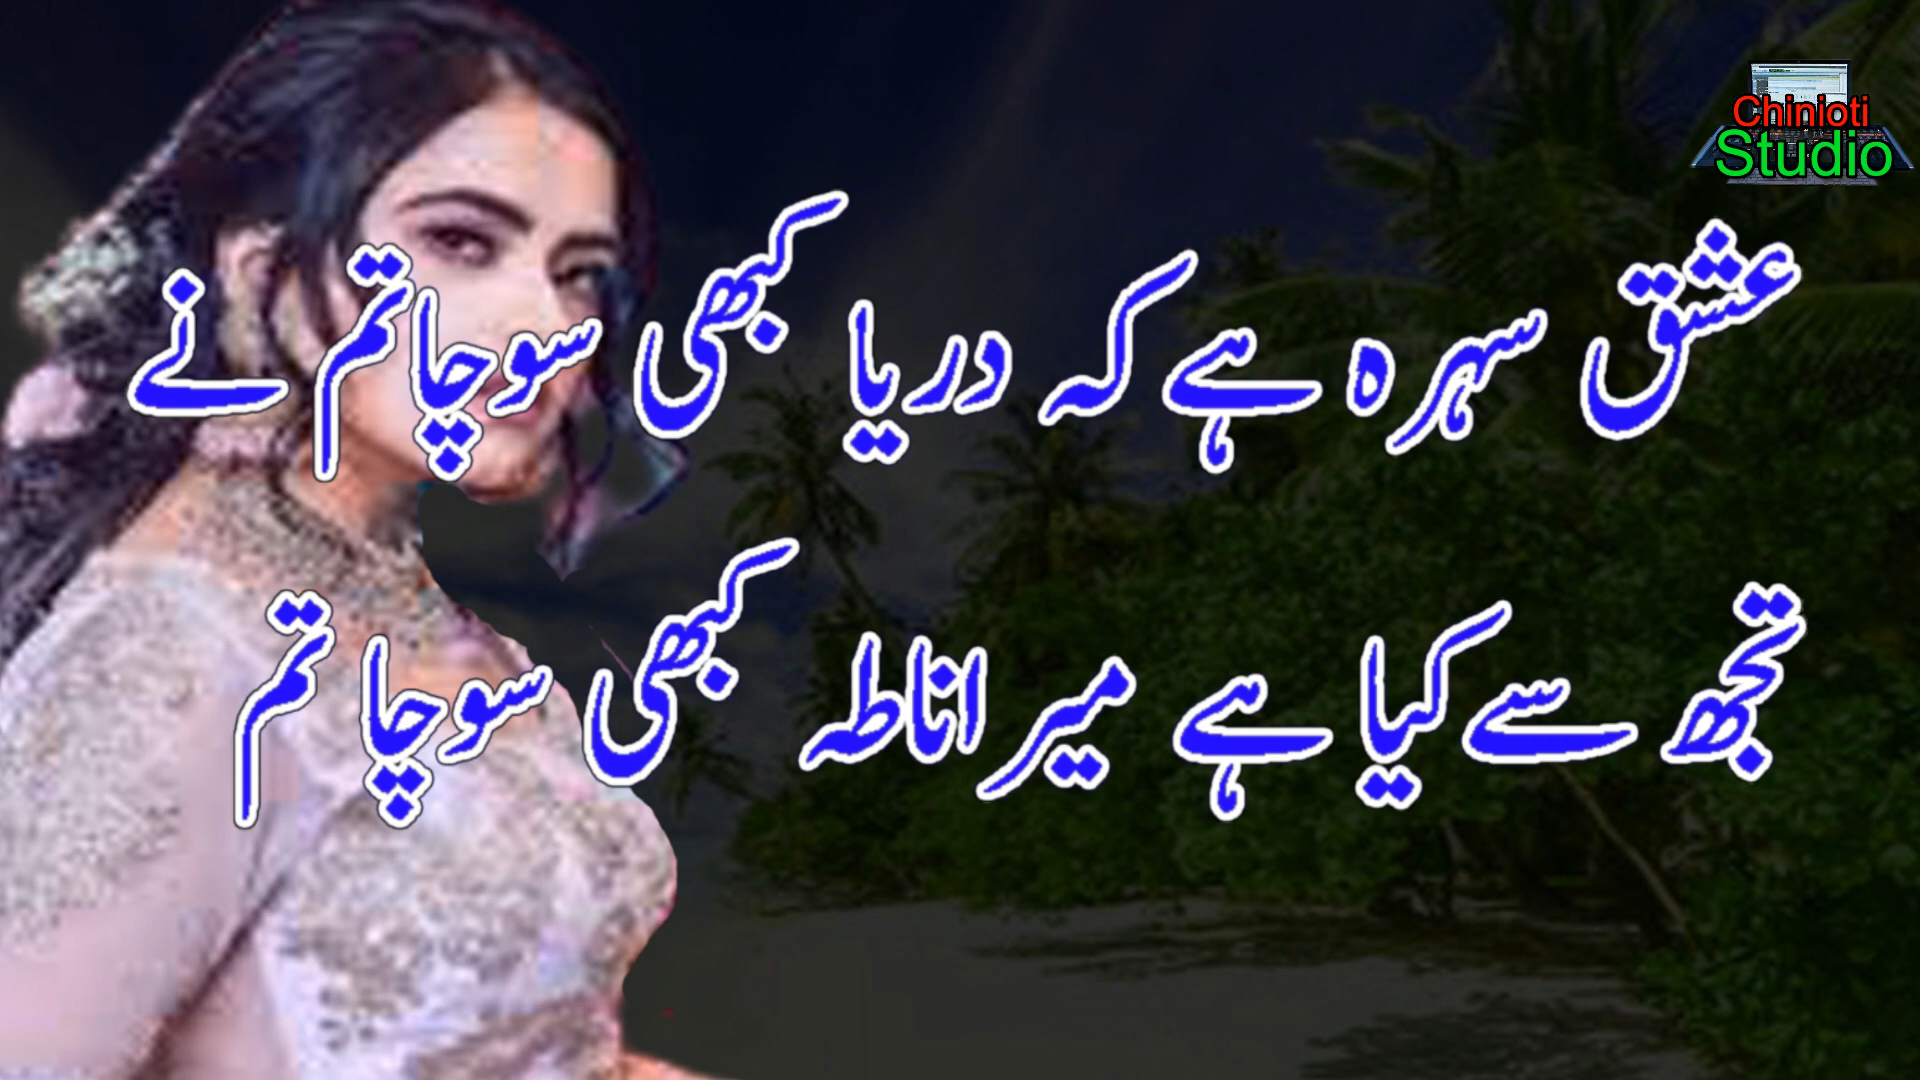 Chinioti
Studio
عشق سہرہ ہے کہ دریا کبھی سوچا تم نے
تجھ سے کیا ہے میرا ناطہ کبھی سوچا تم